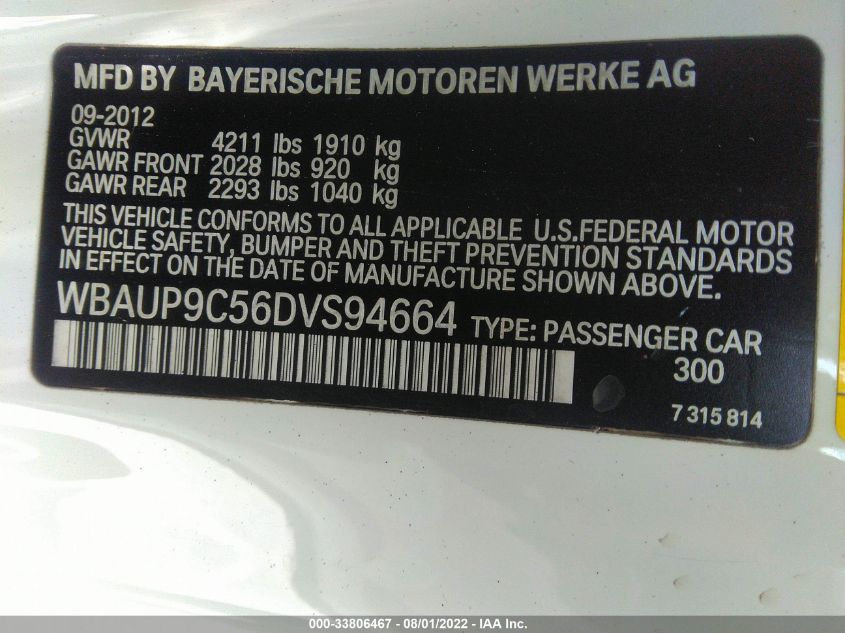 MFD BY BAYERISCHE MOTOREN WERKE AG
09-2012
GVWR 4211 lbs 1910 kg
GAWR FRONT 2028 lbs 920 kg
GAWR REAR 2293 lbs 1040 kg
THIS VEHICLE CONFORMS TO ALL APPLICABLE U.S.FEDERAL MOTOR
VEHICLE SAFETY, BUMPER AND THEFT PREVENTION STANDARDS
IN EFFECT ON THE DATE OF MANUFACTURE SHOWN ABOVE.
WBAUP9C56DVS94664 TYPE: PASSENGER CAR
300
7 315 814
000-33806467 - 08/01/2022 - IAA Inc.